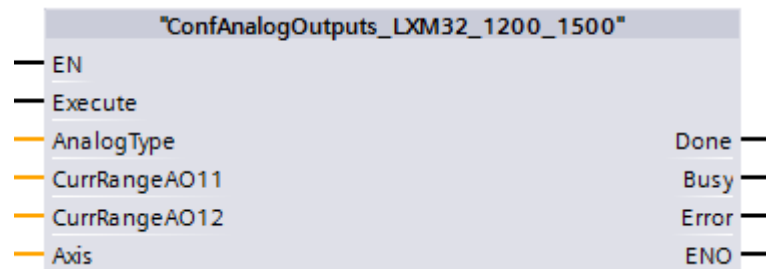 "ConfAnalogOutputs_LXM32_1200_1500"
EN
Execute
AnalogType Done
CurrRangeAO11 Busy
CurrRangeAO12 Error
Axis ENO